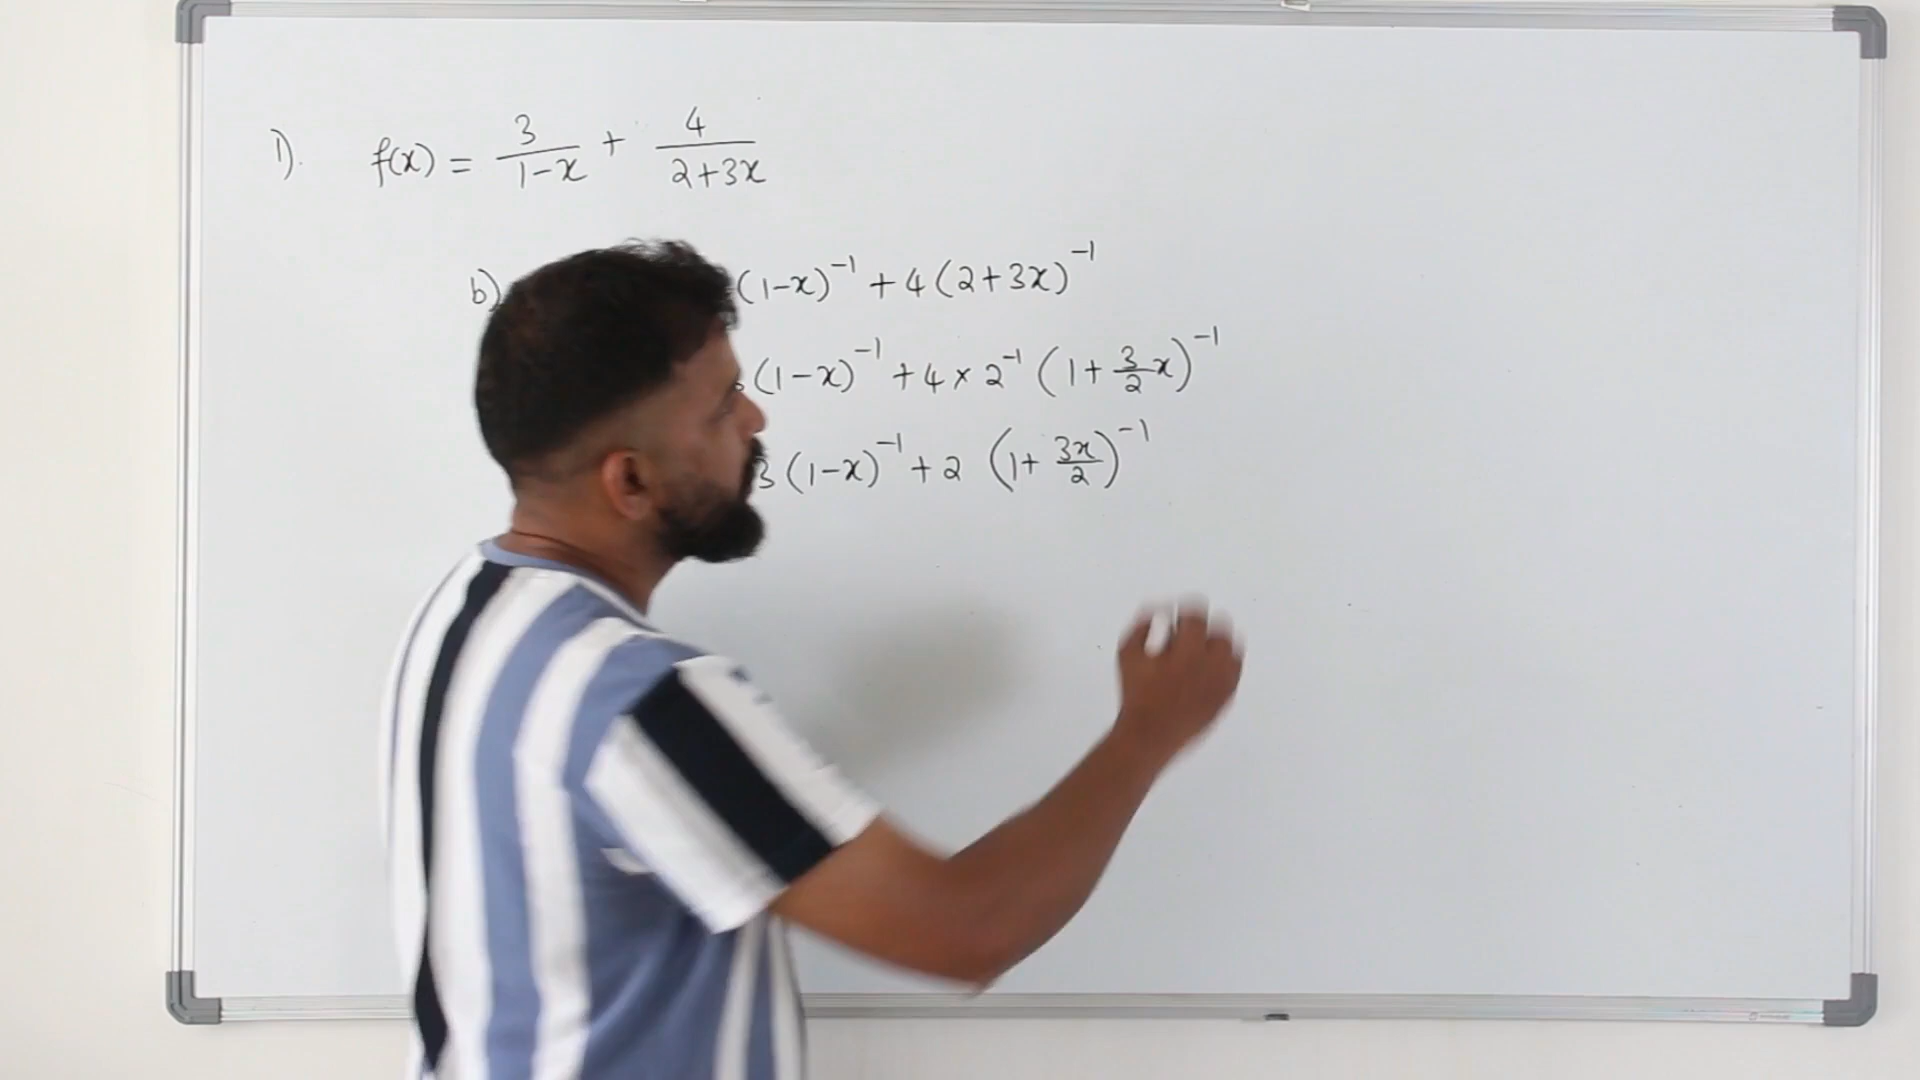 1). f(x) = 3/(1-x) + 4/(2+3x)
b) (1-x)^-1 + 4(2+3x)^-1
(1-x)^-1 + 4 × 2^-1 (1 + 3/2 x)^-1
3(1-x)^-1 + 2 (1 + 3x/2)^-1